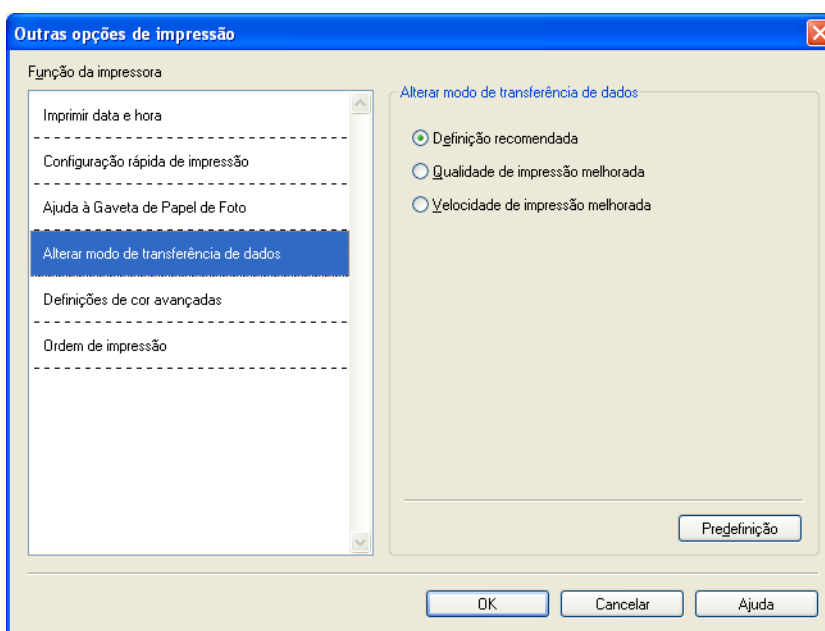 Outras opções de impressão
Função da impressora
Imprimir data e hora
Configuração rápida de impressão
Ajuda à Gaveta de Papel de Foto
Alterar modo de transferência de dados
Definições de cor avançadas
Ordem de impressão
Alterar modo de transferência de dados
Definição recomendada
Qualidade de impressão melhorada
Velocidade de impressão melhorada
Predefinição
OK
Cancelar
Ajuda